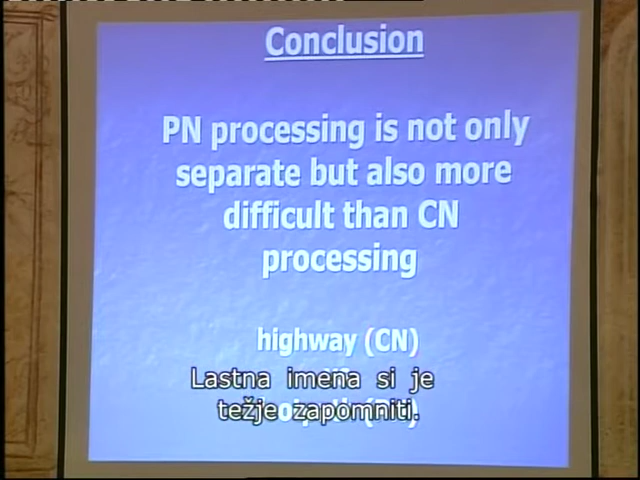 Conclusion
PN processing is not only
separate but also more
difficult than CN
processing
highway (CN)
Lastna imena si je
težje zapomniti.